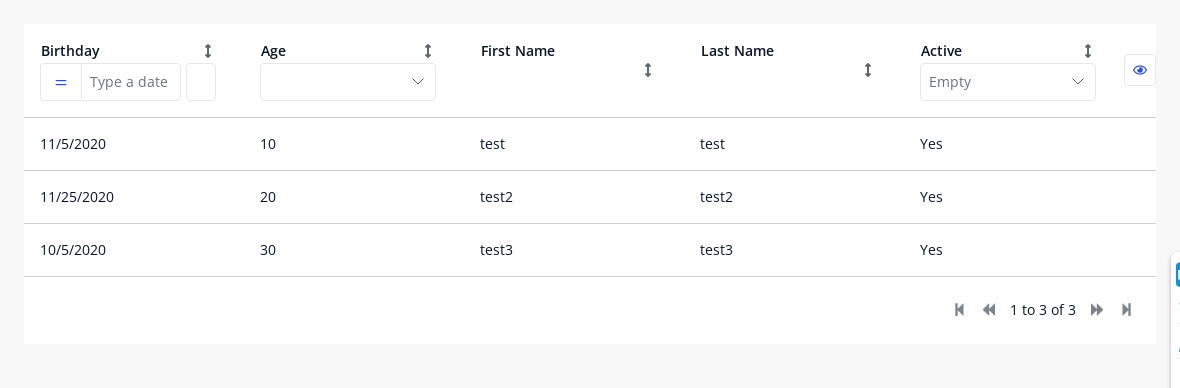 Birthday Age First Name Last Name Active
Type a date Empty
11/5/2020 10 test test Yes
11/25/2020 20 test2 test2 Yes
10/5/2020 30 test3 test3 Yes
1 to 3 of 3